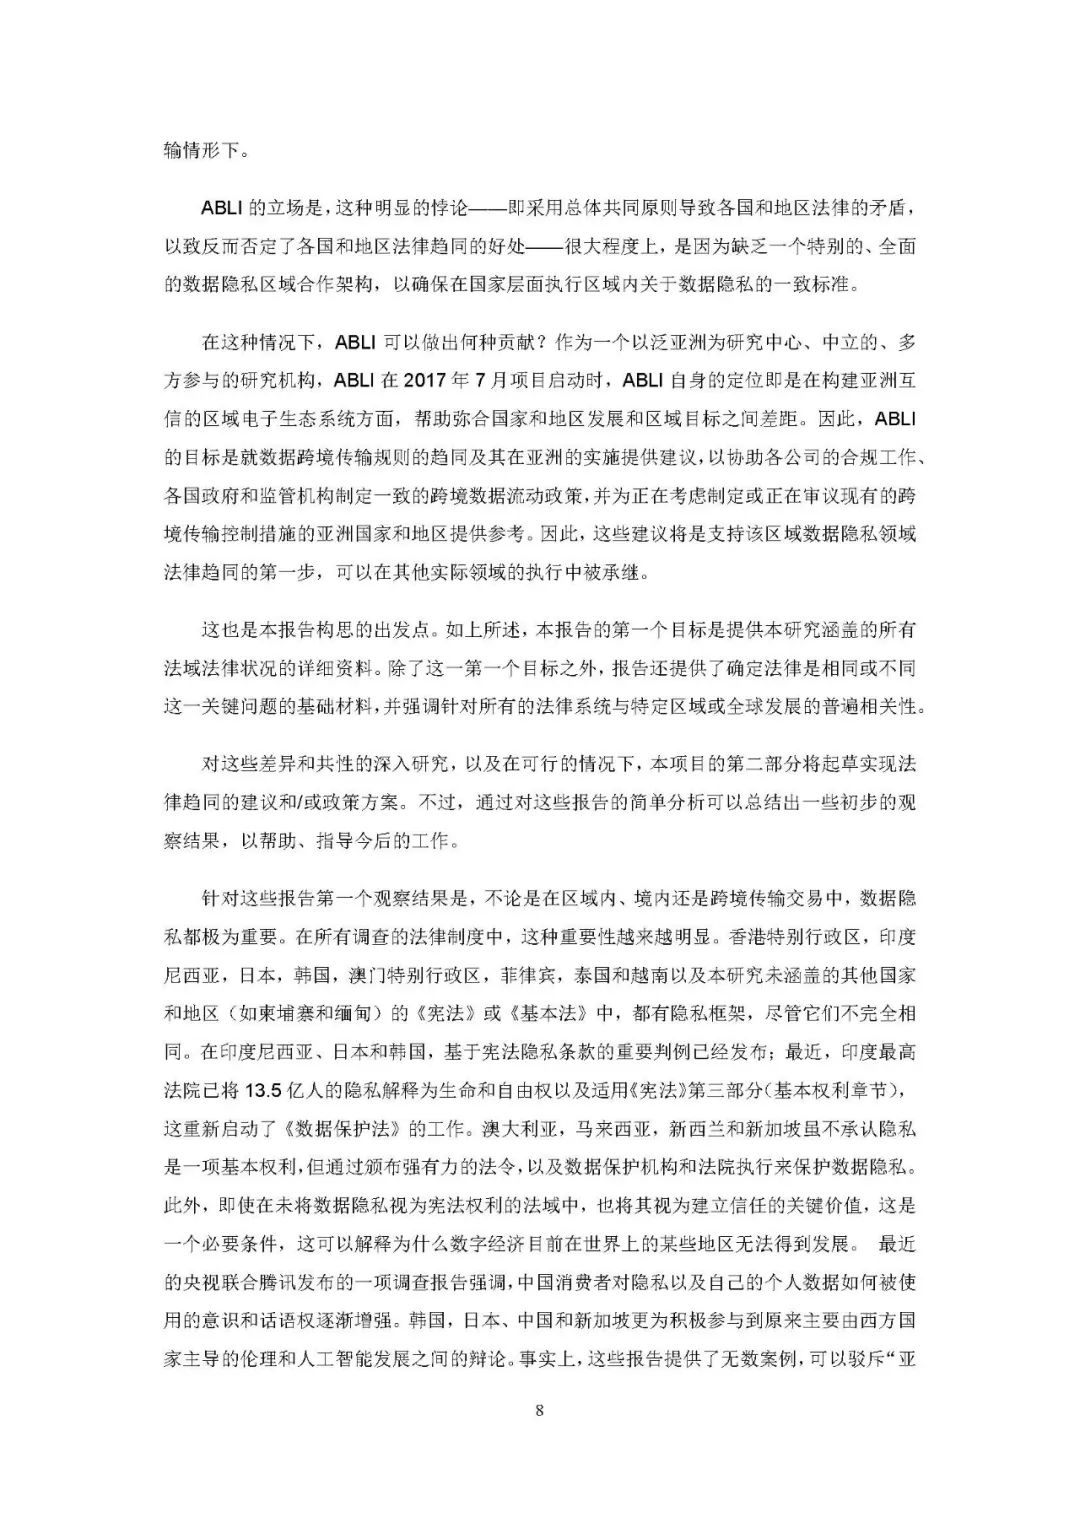 输情形下。
ABLI 的立场是，这种明显的悖论——即采用总体共同原则导致各国和地区法律的矛盾，
以致反而否定了各国和地区法律趋同的好处——很大程度上，是因为缺乏一个特别的、全面
的数据隐私区域合作架构，以确保在国家层面执行区域内关于数据隐私的一致标准。
在这种情况下，ABLI 可以做出何种贡献？作为一个以泛亚洲为研究中心、中立的、多
方参与的研究机构，ABLI 在 2017 年 7 月项目启动时，ABLI 自身的定位即是在构建亚洲互
信的区域电子生态系统方面，帮助弥合国家和地区发展和区域目标之间差距。因此，ABLI
的目标是就数据跨境传输规则的趋同及其在亚洲的实施提供建议，以协助各公司的合规工作、
各国政府和监管机构制定一致的跨境数据流动政策，并为正在考虑制定或正在审议现有的跨
境传输控制措施的亚洲国家和地区提供参考。因此，这些建议将是支持该区域数据隐私领域
法律趋同的第一步，可以在其他实际领域的执行中被承继。
这也是本报告构思的出发点。如上所述，本报告的第一个目标是提供本研究涵盖的所有
法域法律状况的详细资料。除了这一第一个目标之外，报告还提供了确定法律是相同或不同
这一关键问题的基础材料，并强调针对所有的法律系统与特定区域或全球发展的普遍相关性。
对这些差异和共性的深入研究，以及在可行的情况下，本项目的第二部分将起草实现法
律趋同的建议和/或政策方案。不过，通过对这些报告的简单分析可以总结出一些初步的观
察结果，以帮助、指导今后的工作。
针对这些报告第一个观察结果是，不论是在区域内、境内还是跨境传输交易中，数据隐
私都极为重要。在所有调查的法律制度中，这种重要性越来越明显。香港特别行政区，印度
尼西亚，日本，韩国，澳门特别行政区，菲律宾，泰国和越南以及本研究未涵盖的其他国家
和地区（如柬埔寨和缅甸）的《宪法》或《基本法》中，都有隐私框架，尽管它们不完全相
同。在印度尼西亚、日本和韩国，基于宪法隐私条款的重要判例已经发布；最近，印度最高
法院已将 13.5 亿人的隐私解释为生命和自由权以及适用《宪法》第三部分（基本权利章节），
这重新启动了《数据保护法》的工作。澳大利亚，马来西亚，新西兰和新加坡虽不承认隐私
是一项基本权利，但通过颁布强有力的法令，以及数据保护机构和法院执行来保护数据隐私。
此外，即使在未将数据隐私视为宪法权利的法域中，也将其视为建立信任的关键价值，这是
一个必要条件，这可以解释为什么数字经济目前在世界上的某些地区无法得到发展。 最近
的央视联合腾讯发布的一项调查报告强调，中国消费者对隐私以及自己的个人数据如何被使
用的意识和话语权逐渐增强。韩国，日本、中国和新加坡更为积极参与到原来主要由西方国
家主导的伦理和人工智能发展之间的辩论。事实上，这些报告提供了无数案例，可以驳斥“亚
8